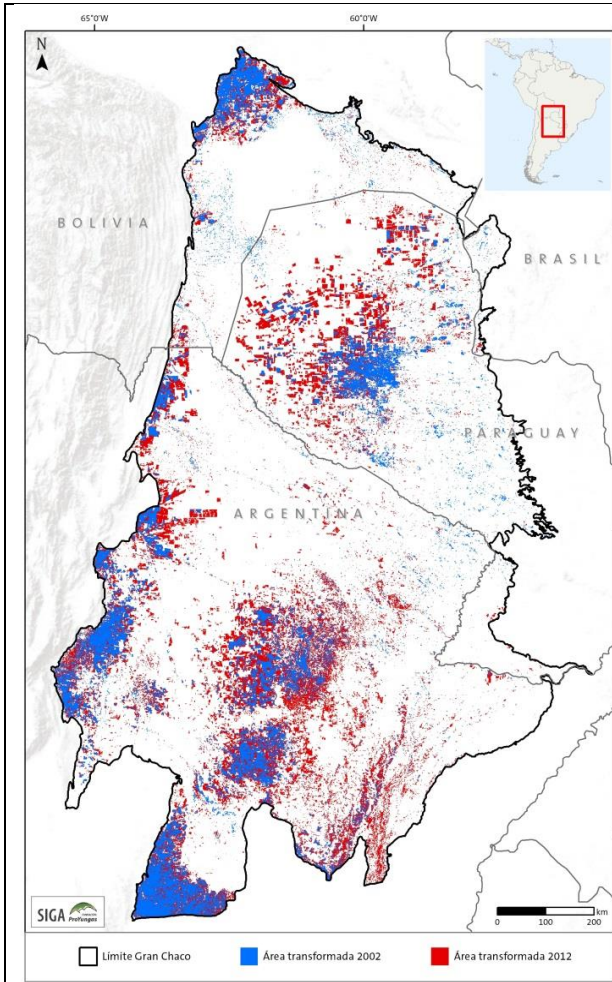 65°0'W 60°0'W
N
BOLIVIA
BRASIL
PARAGUAY
ARGENTINA
SIGA ProYungas
0 100 200
km
Límite Gran Chaco Área transformada 2002 Área transformada 2012